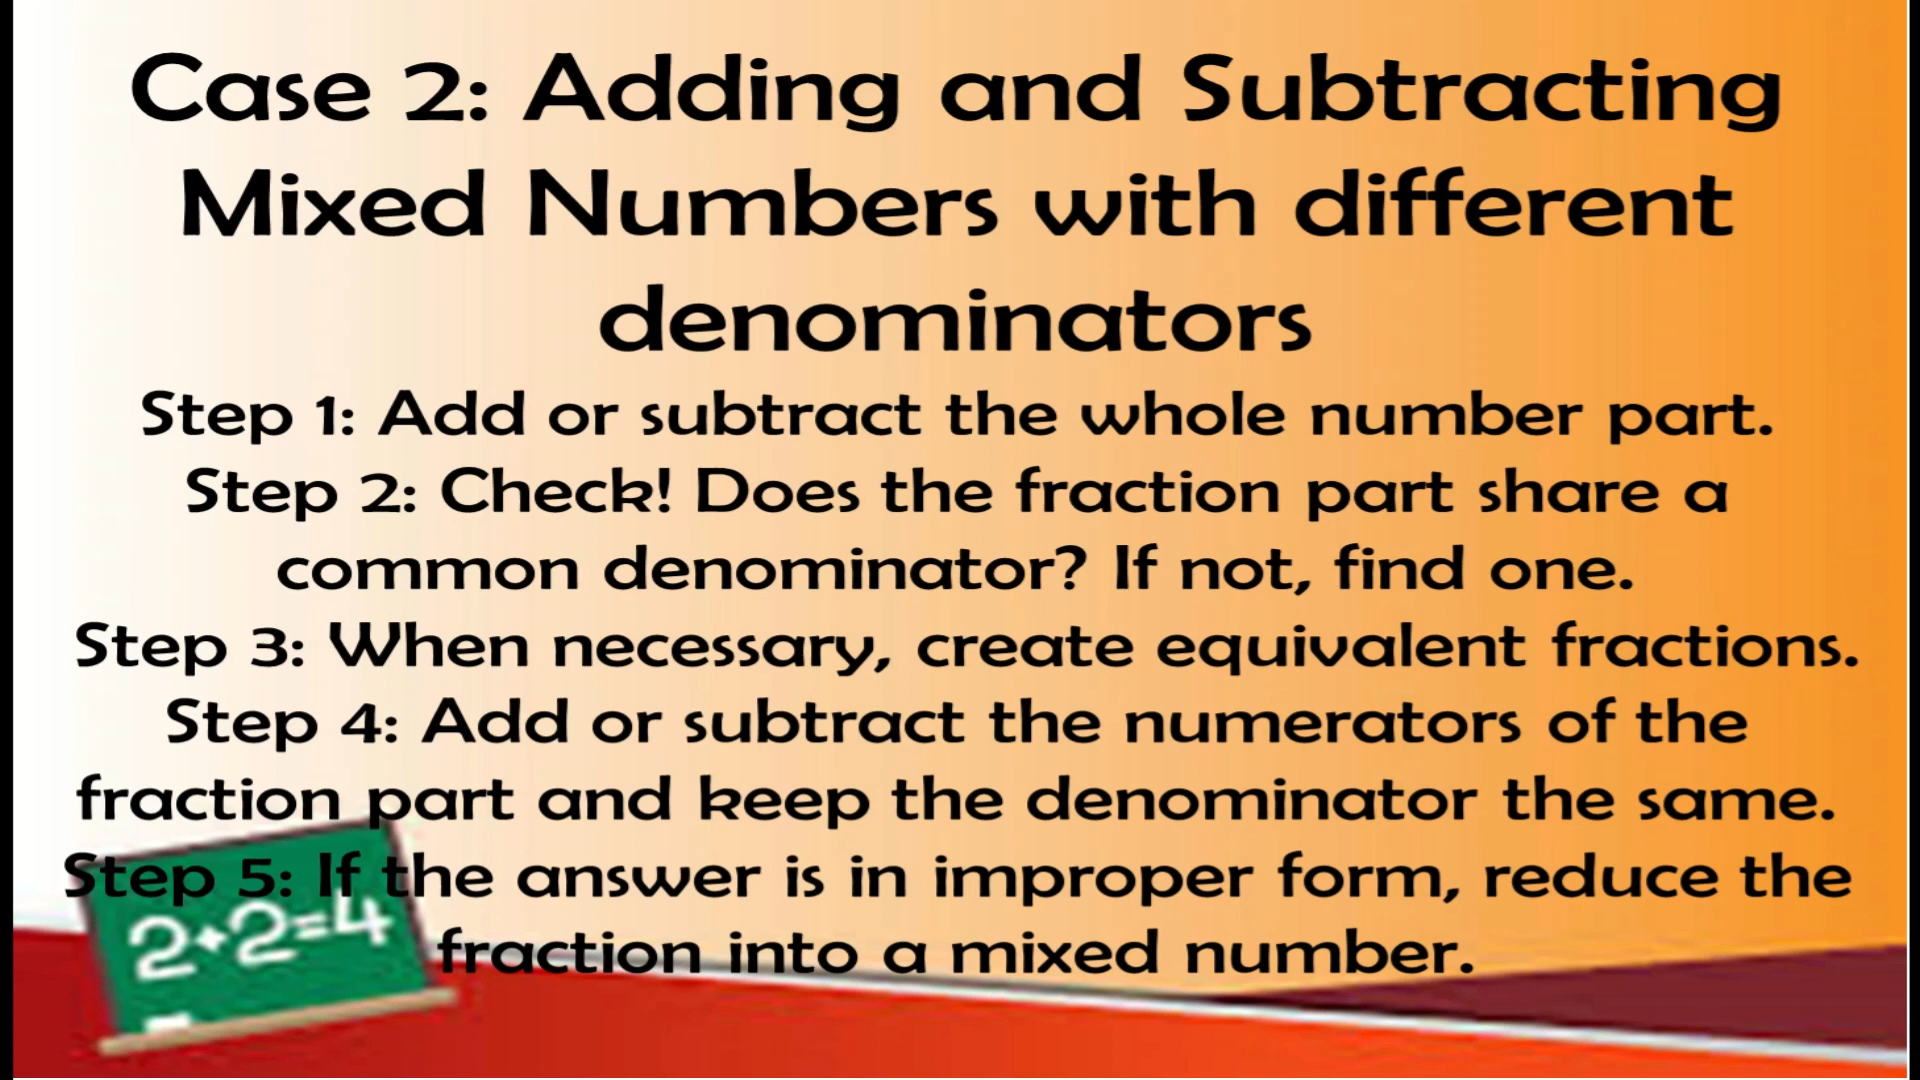 Case 2: Adding and Subtracting
Mixed Numbers with different
denominators
Step 1: Add or subtract the whole number part.
Step 2: Check! Does the fraction part share a
common denominator? If not, find one.
Step 3: When necessary, create equivalent fractions.
Step 4: Add or subtract the numerators of the
fraction part and keep the denominator the same.
Step 5: If the answer is in improper form, reduce the
fraction into a mixed number.
2+2=4